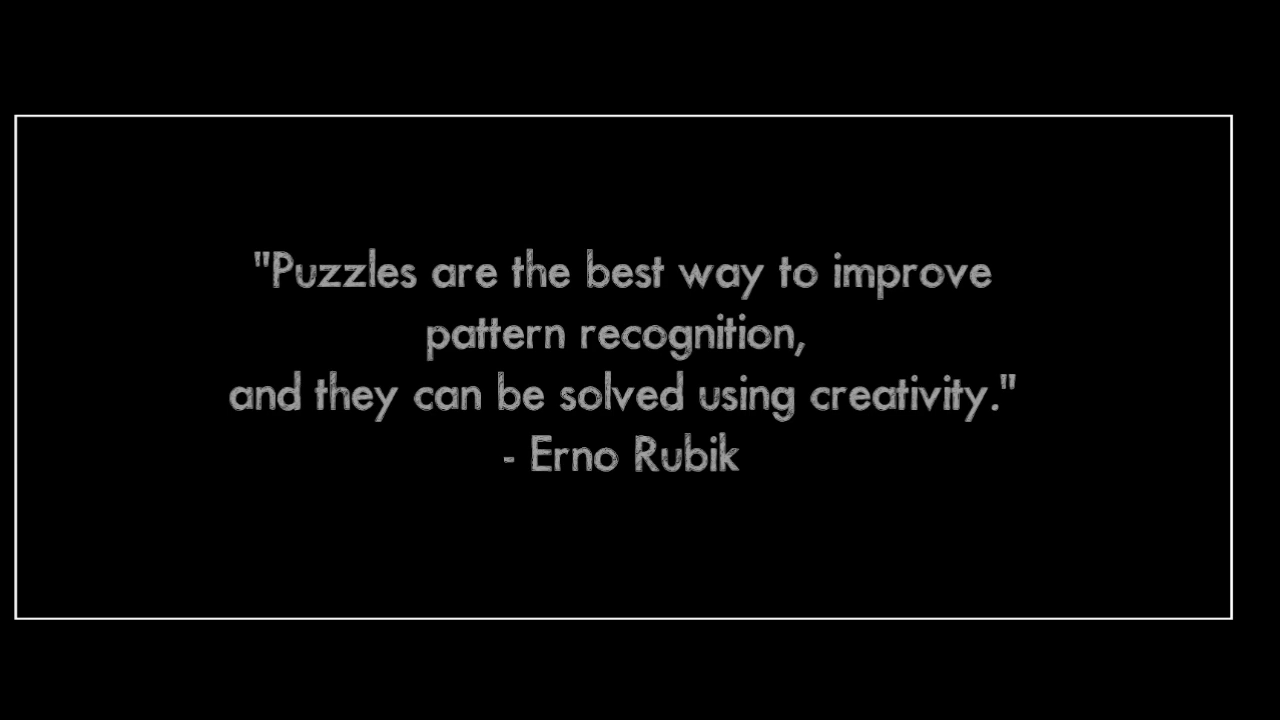 "Puzzles are the best way to improve
pattern recognition,
and they can be solved using creativity."
- Erno Rubik